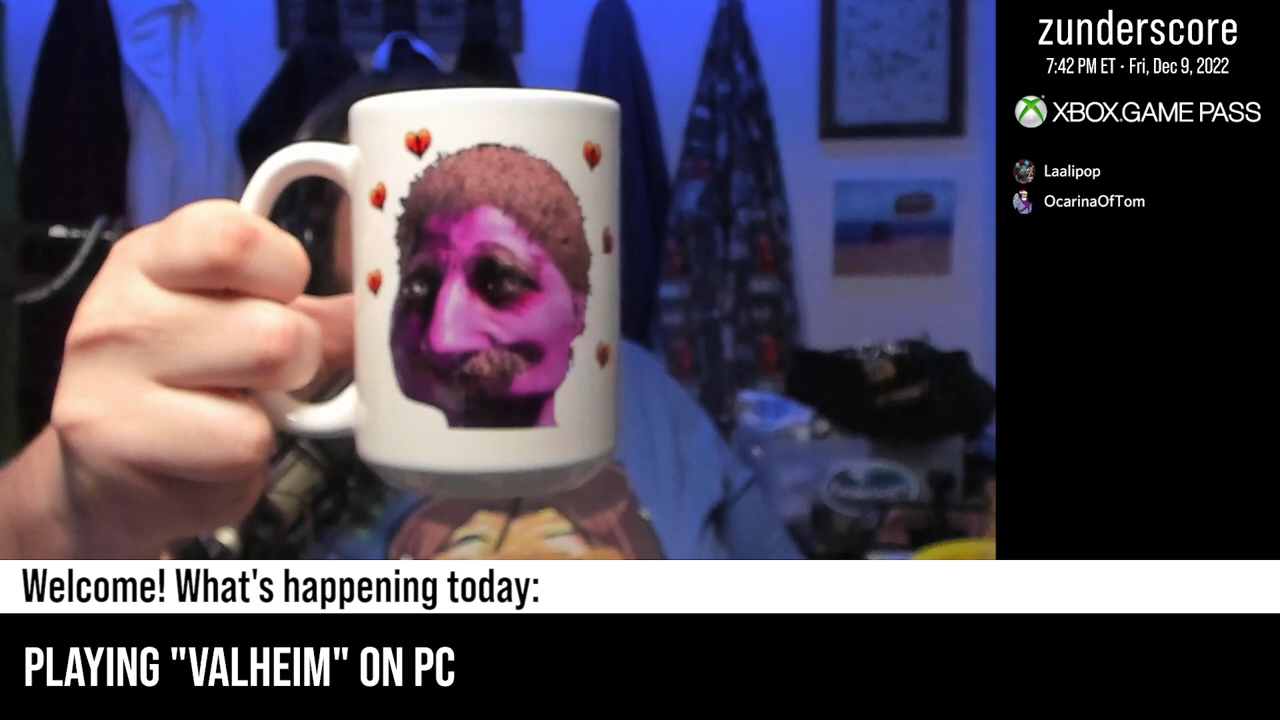 zunderscore
7:42 PM ET · Fri, Dec 9, 2022
XBOX GAME PASS
Laalipop
OcarinaOfTom
Welcome! What's happening today:
PLAYING "VALHEIM" ON PC